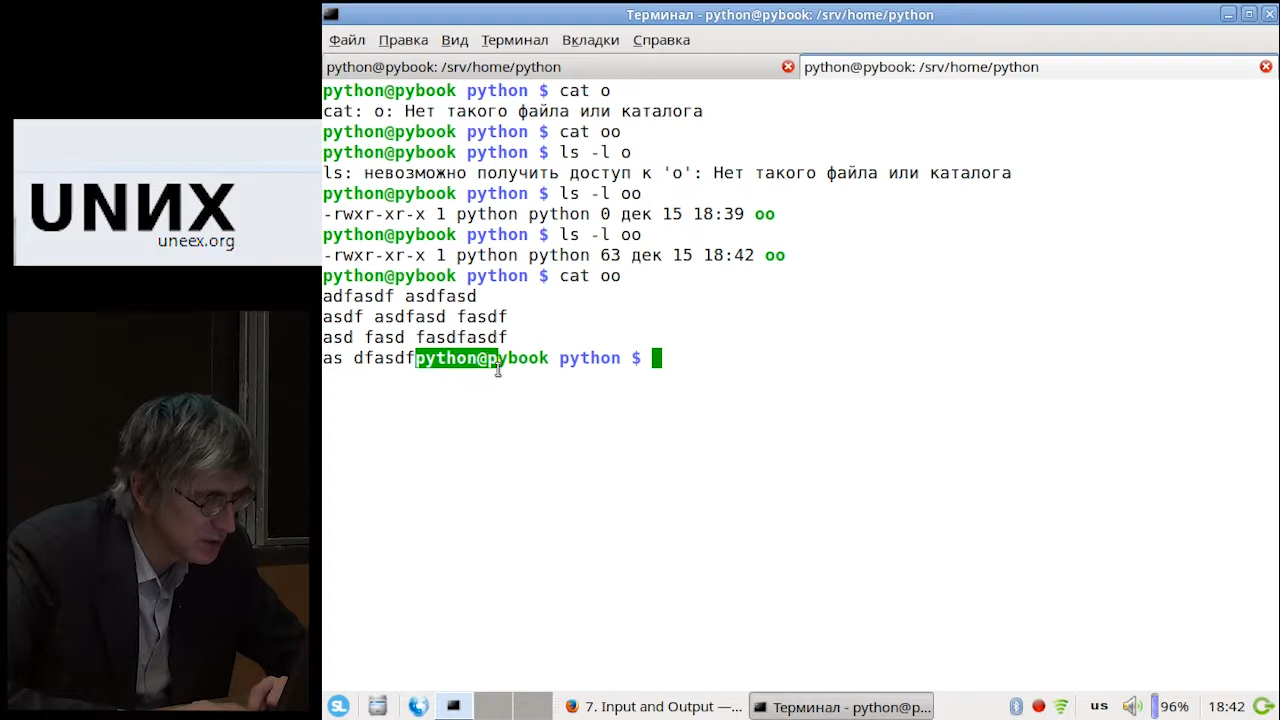 UNИX
uneex.org
Терминал - python@pybook: /srv/home/python
Файл Правка Вид Терминал Вкладки Справка
python@pybook: /srv/home/python python@pybook: /srv/home/python
python@pybook python $ cat o
cat: o: Нет такого файла или каталога
python@pybook python $ cat oo
python@pybook python $ ls -l o
ls: невозможно получить доступ к 'o': Нет такого файла или каталога
python@pybook python $ ls -l oo
-rwxr-xr-x 1 python python 0 дек 15 18:39 oo
python@pybook python $ ls -l oo
-rwxr-xr-x 1 python python 63 дек 15 18:42 oo
python@pybook python $ cat oo
adfasdf asdfasd
asdf asdfasd fasdf
asd fasd fasdfasdf
as dfasdfpython@pybook python $
SL 7. Input and Output —... Терминал - python@p... us 96% 18:42